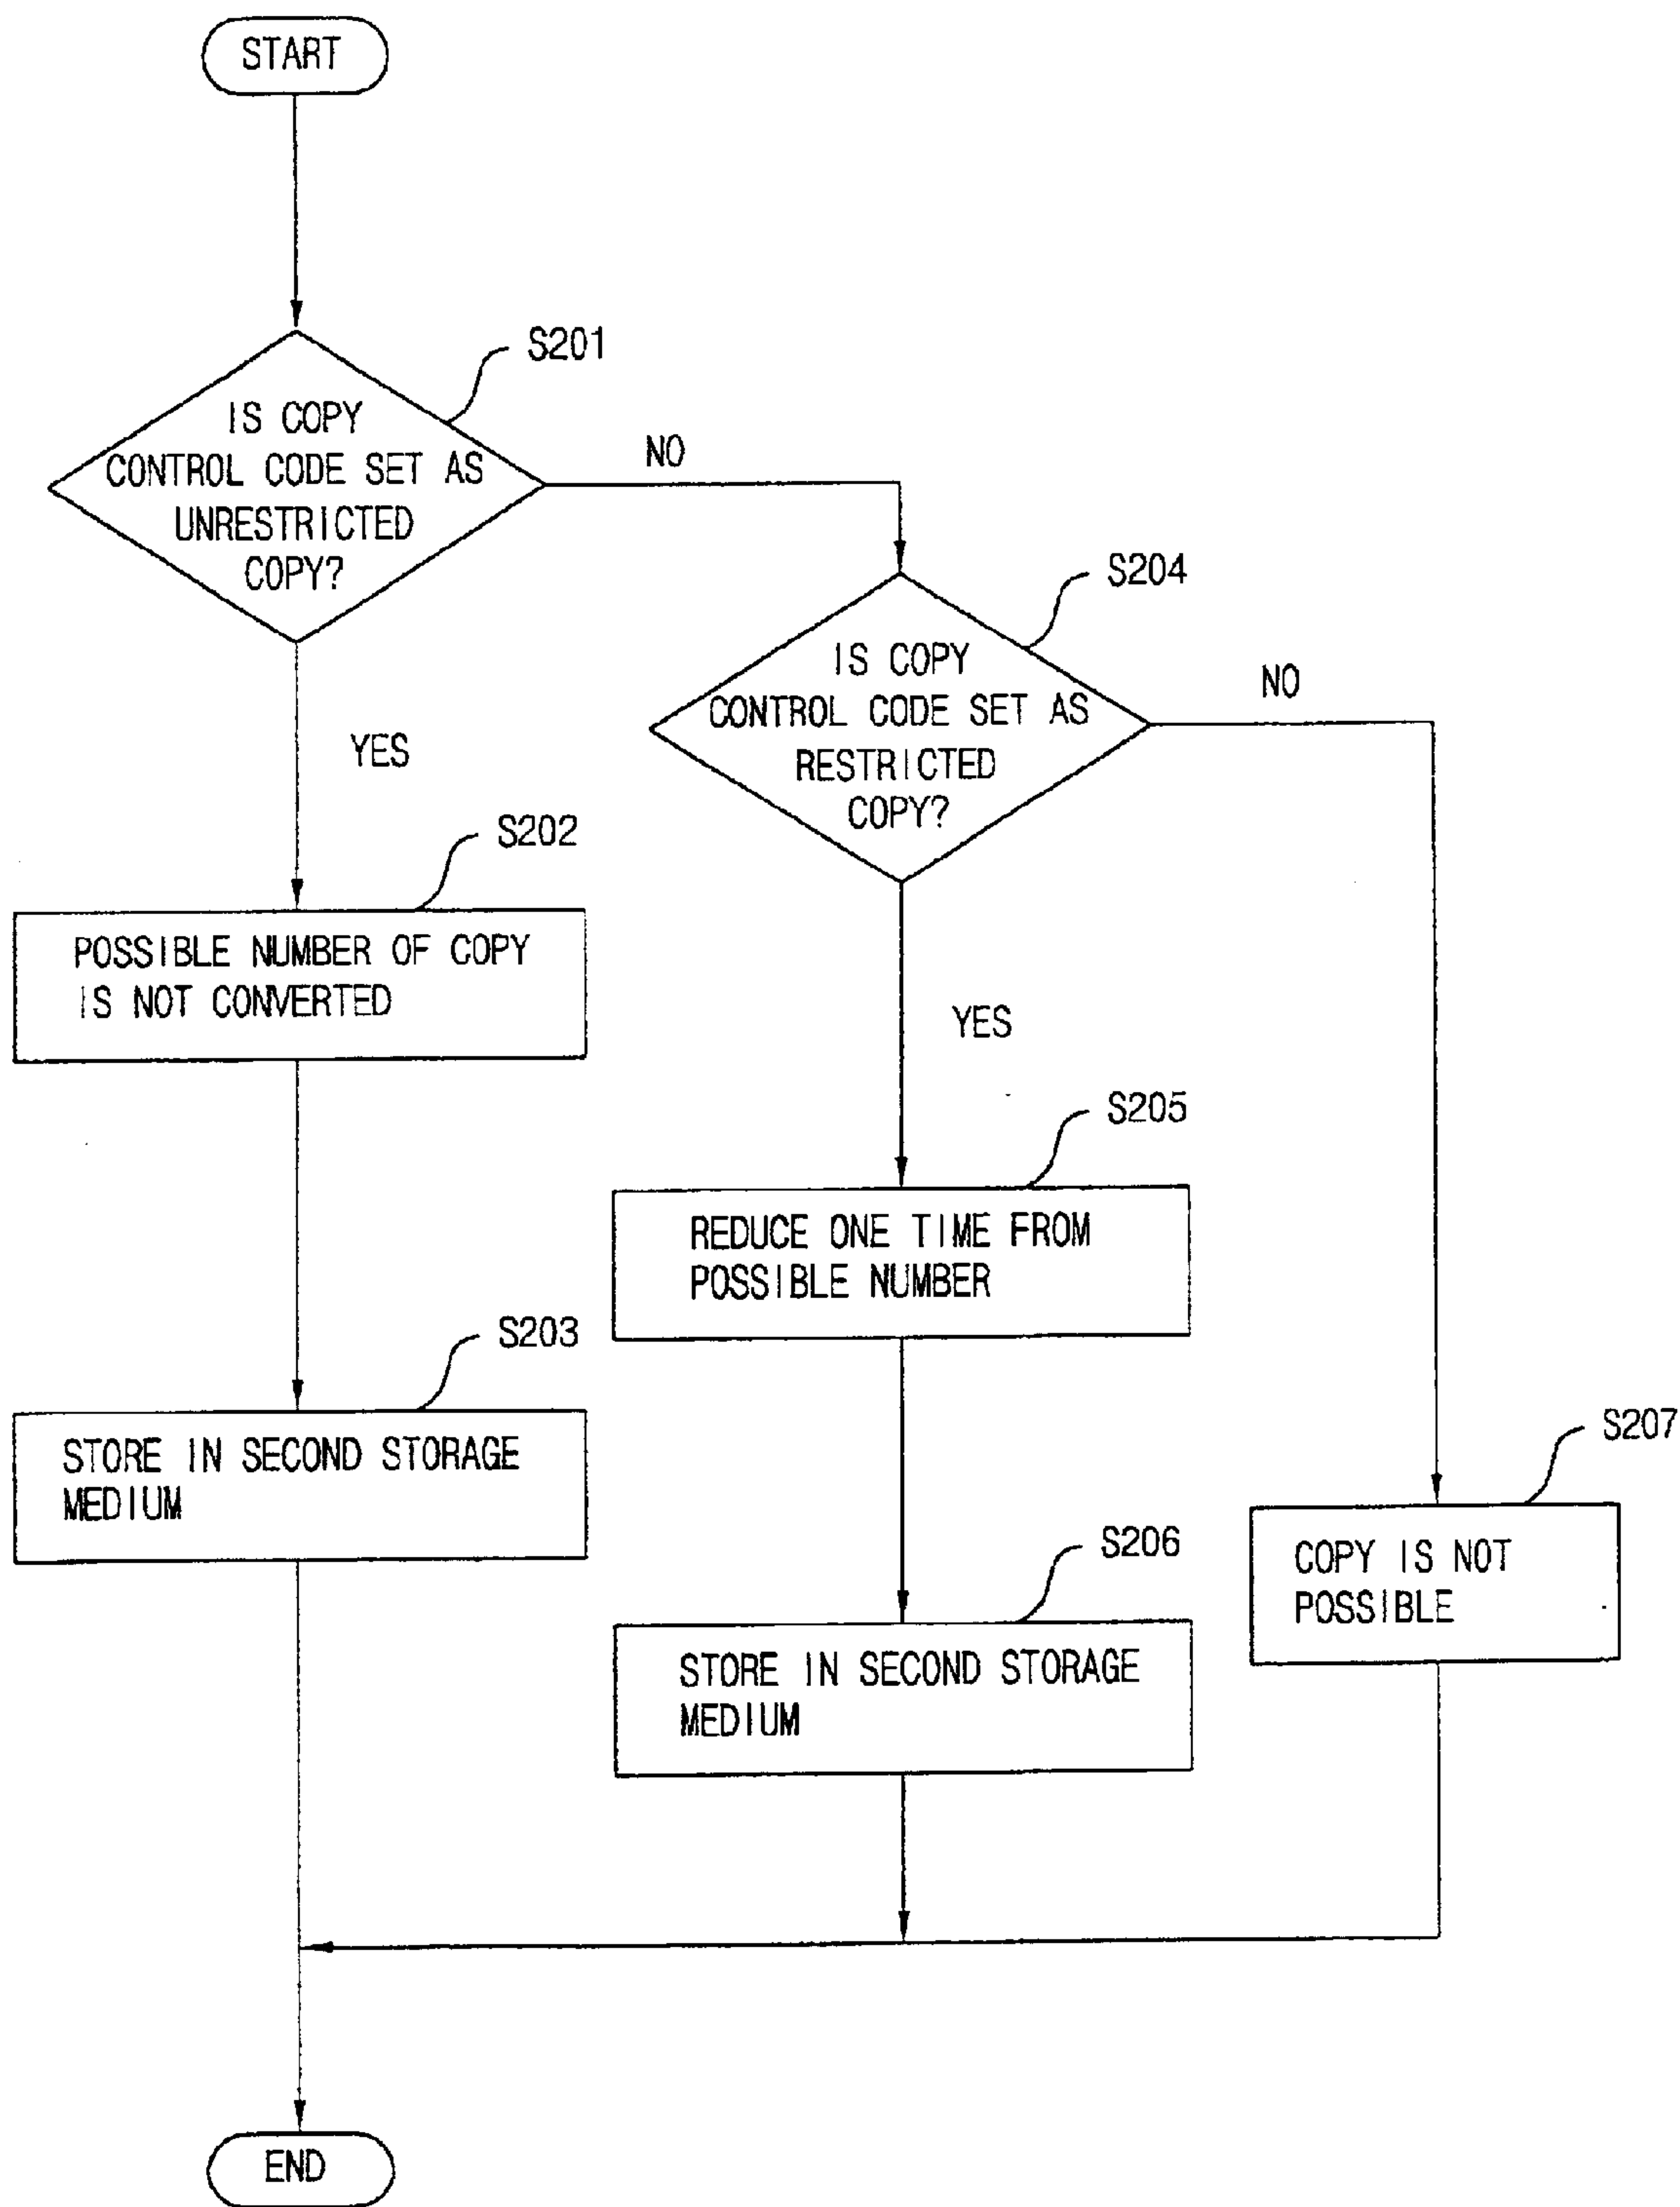 START
S201
IS COPY
CONTROL CODE SET AS
UNRESTRICTED
COPY?
NO
S204
IS COPY
CONTROL CODE SET AS
RESTRICTED
COPY?
NO
YES
S202
POSSIBLE NUMBER OF COPY
IS NOT CONVERTED
YES
S205
REDUCE ONE TIME FROM
POSSIBLE NUMBER
S203
STORE IN SECOND STORAGE
MEDIUM
S207
COPY IS NOT
POSSIBLE
S206
STORE IN SECOND STORAGE
MEDIUM
END